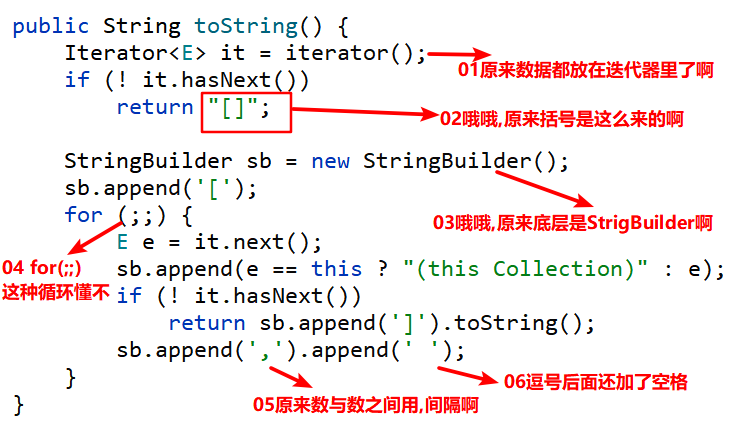 public String toString() {
Iterator<E> it = iterator();
01原来数据都放在迭代器里了啊
if (! it.hasNext())
return "[]";
02哦哦,原来括号是这么来的啊
StringBuilder sb = new StringBuilder();
sb.append('[');
03哦哦,原来底层是StrigBuilder啊
for (;;) {
E e = it.next();
04 for(;;)
这种循环懂不
sb.append(e == this ? "(this Collection)" : e);
if (! it.hasNext())
return sb.append(']').toString();
sb.append(',').append(' ');
06逗号后面还加了空格
}
05原来数与数之间用,间隔啊
}